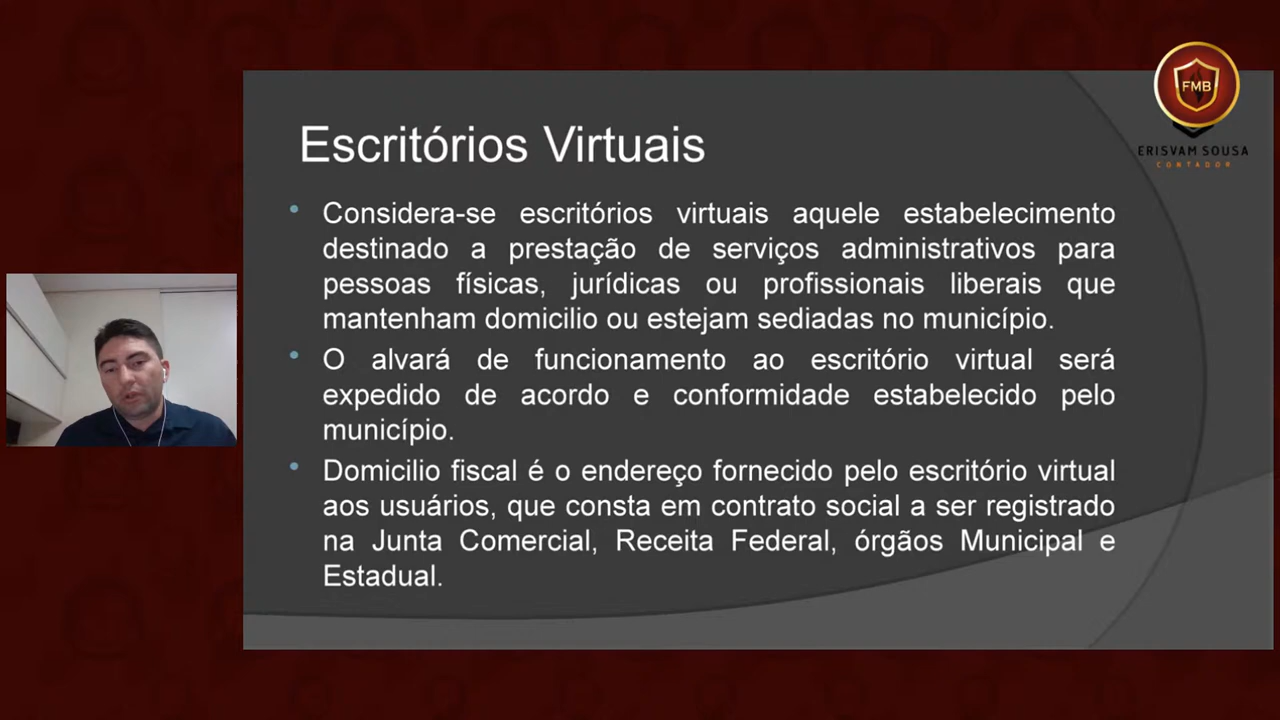 FMB
ERISVAM SOUSA
CONTADOR
Escritórios Virtuais
Considera-se escritórios virtuais aquele estabelecimento
destinado a prestação de serviços administrativos para
pessoas físicas, jurídicas ou profissionais liberais que
mantenham domicilio ou estejam sediadas no município.
O alvará de funcionamento ao escritório virtual será
expedido de acordo e conformidade estabelecido pelo
município.
Domicilio fiscal é o endereço fornecido pelo escritório virtual
aos usuários, que consta em contrato social a ser registrado
na Junta Comercial, Receita Federal, órgãos Municipal e
Estadual.